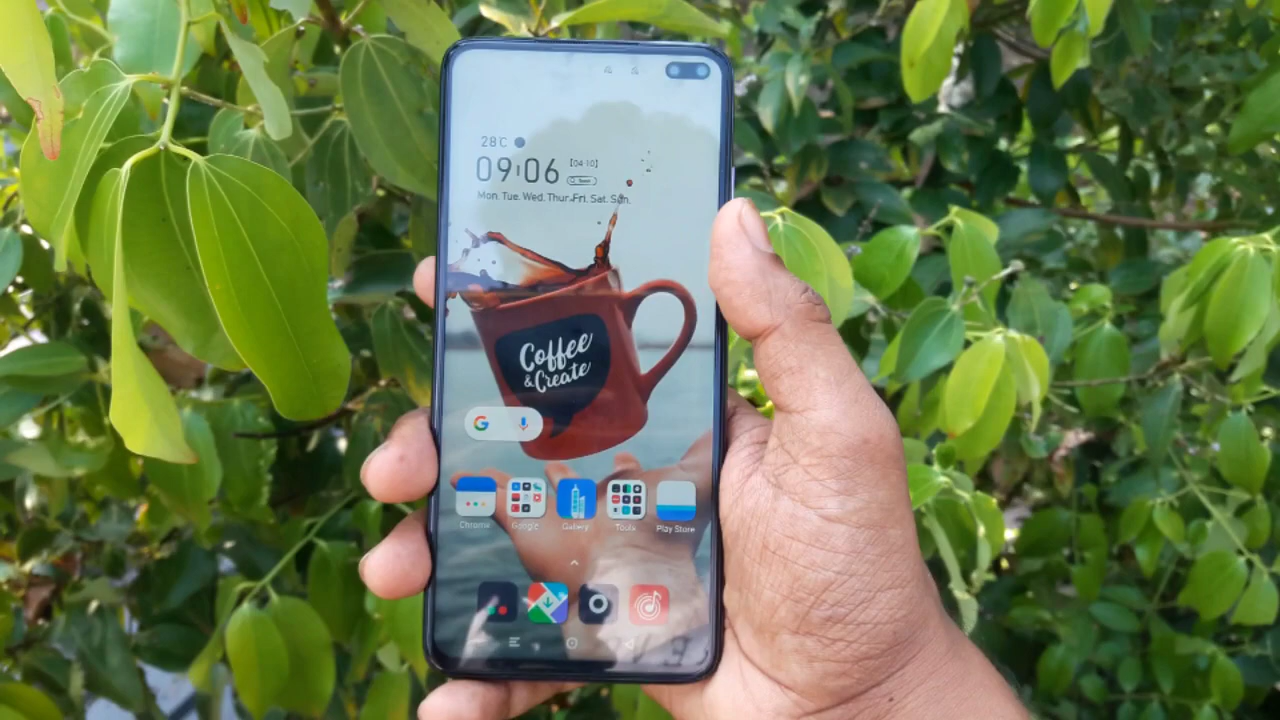 28°C
09:06
[04-10]
Mon. Tue. Wed. Thur. Fri. Sat. Sun.
Coffee
& Create
G
Chrome
Google
Gallery
Tools
Play Store